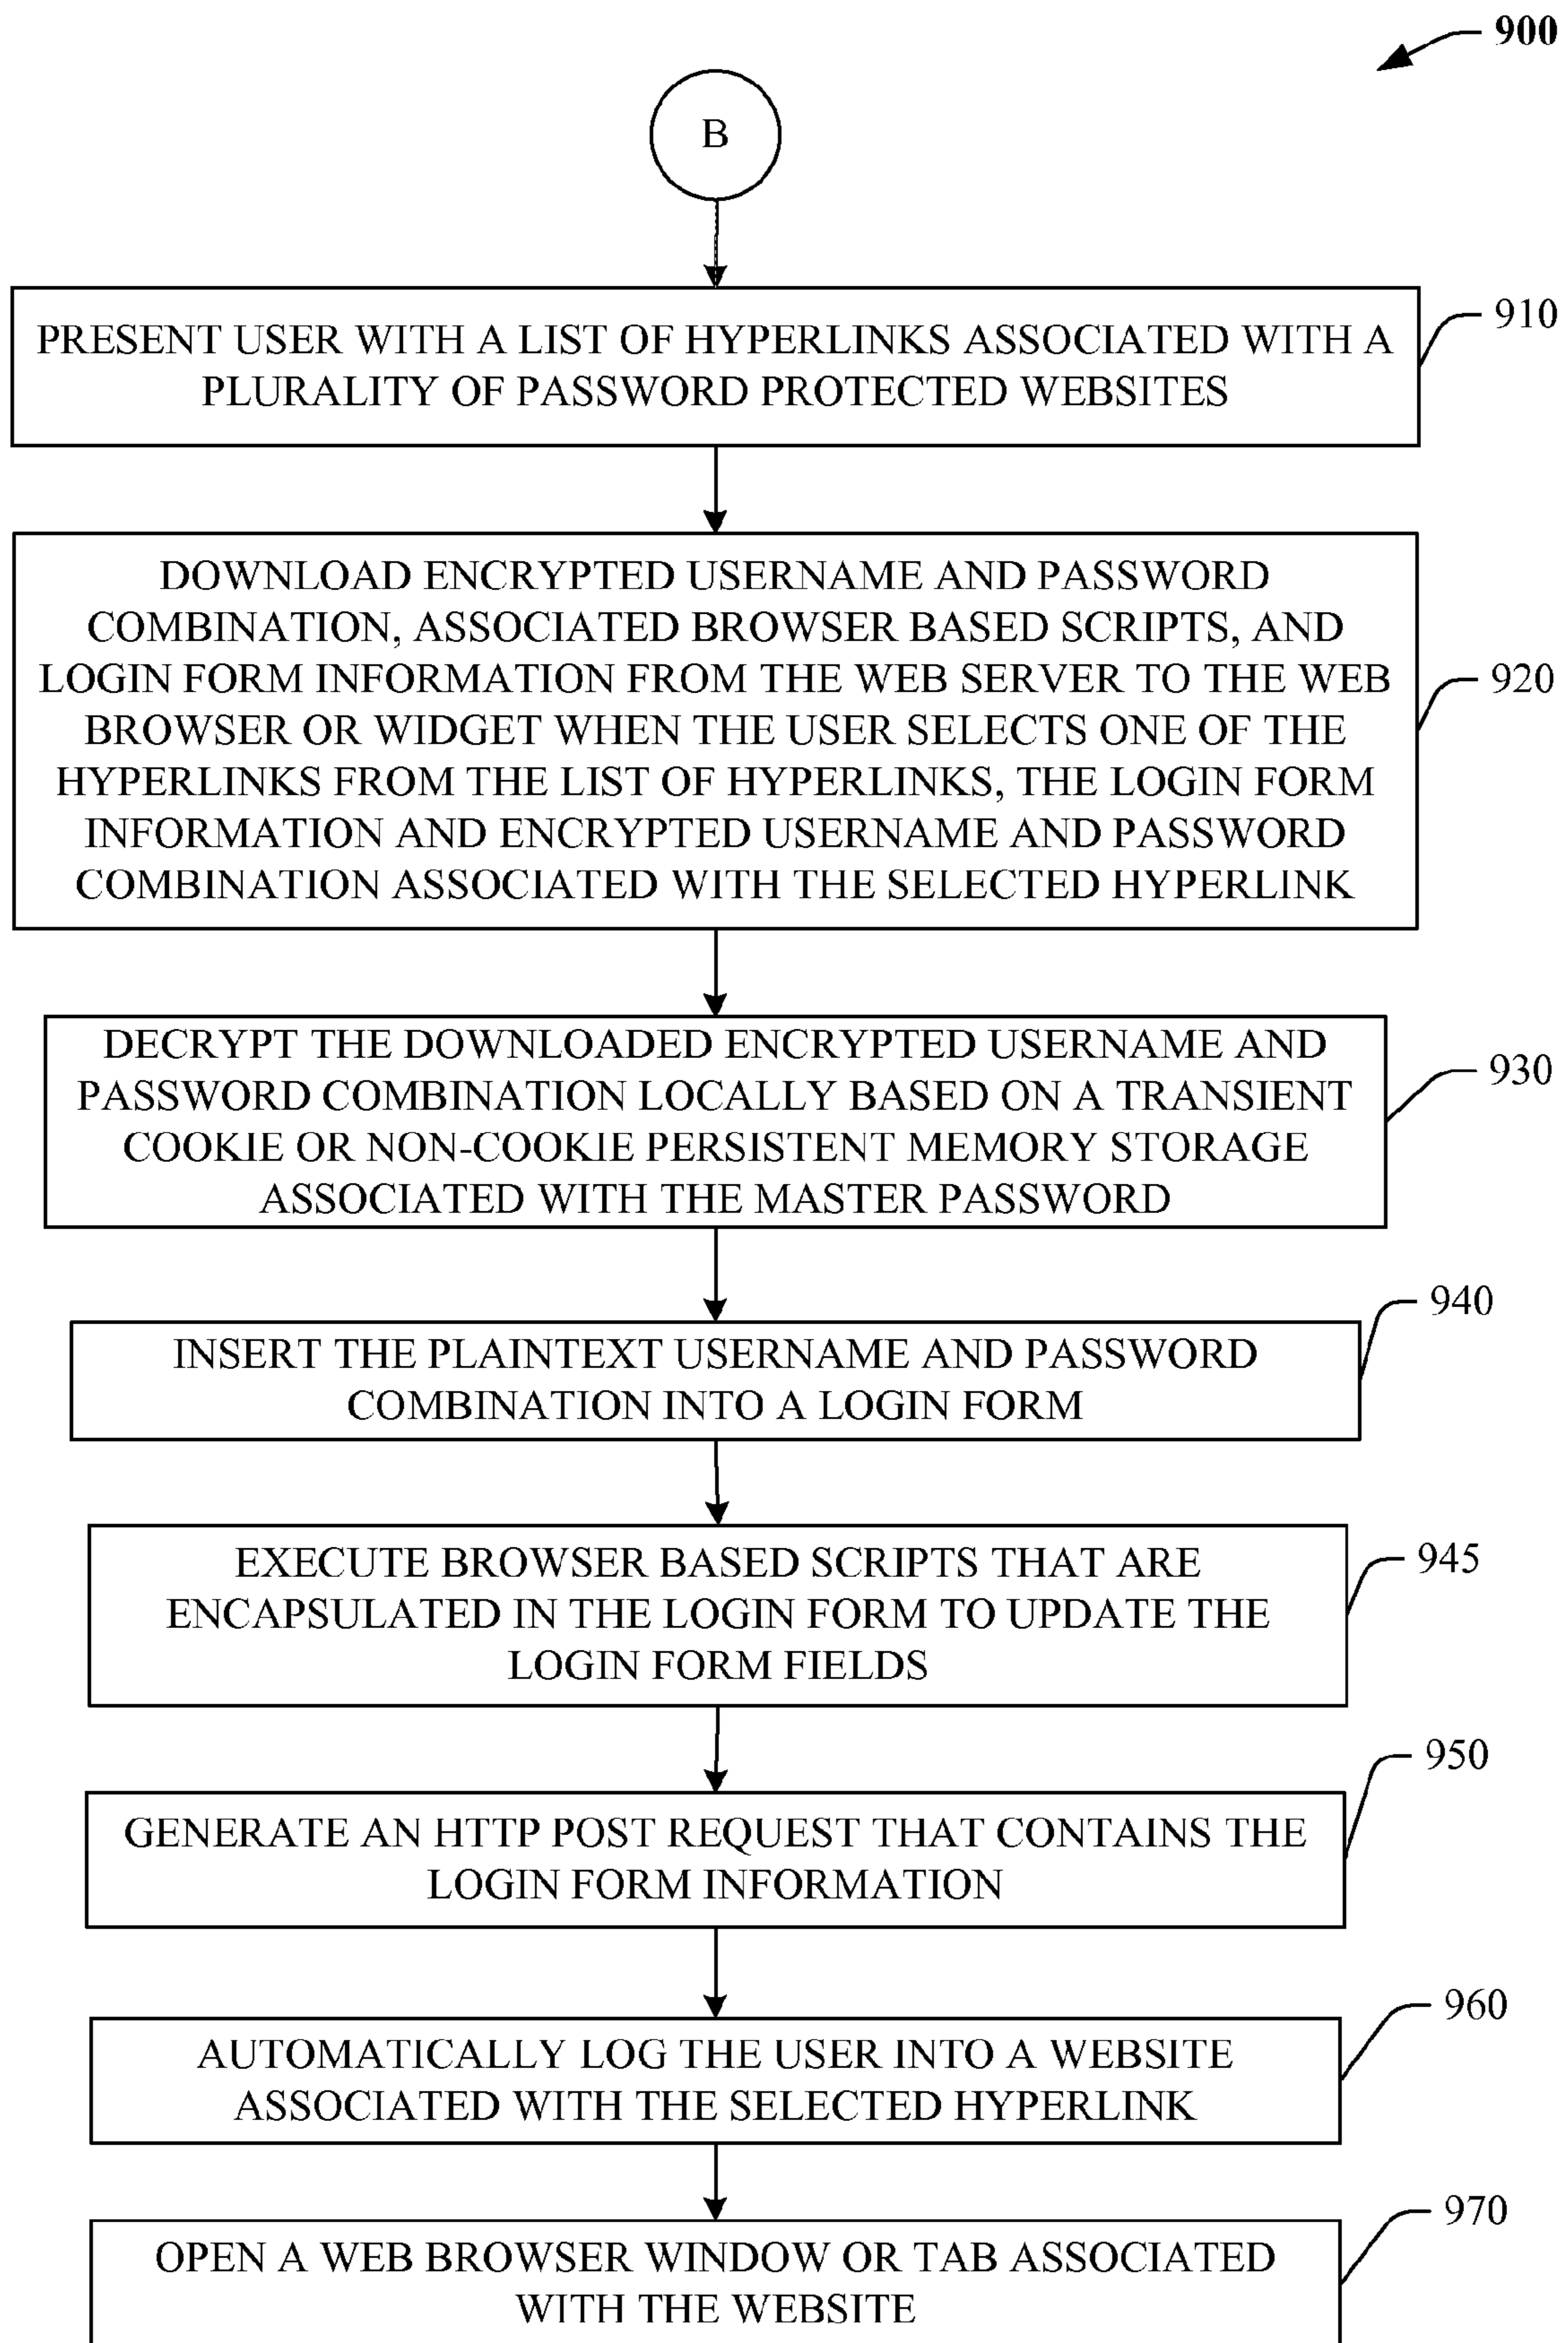 900
B
PRESENT USER WITH A LIST OF HYPERLINKS ASSOCIATED WITH A
PLURALITY OF PASSWORD PROTECTED WEBSITES
910
DOWNLOAD ENCRYPTED USERNAME AND PASSWORD
COMBINATION, ASSOCIATED BROWSER BASED SCRIPTS, AND
LOGIN FORM INFORMATION FROM THE WEB SERVER TO THE WEB
BROWSER OR WIDGET WHEN THE USER SELECTS ONE OF THE
HYPERLINKS FROM THE LIST OF HYPERLINKS, THE LOGIN FORM
INFORMATION AND ENCRYPTED USERNAME AND PASSWORD
COMBINATION ASSOCIATED WITH THE SELECTED HYPERLINK
920
DECRYPT THE DOWNLOADED ENCRYPTED USERNAME AND
PASSWORD COMBINATION LOCALLY BASED ON A TRANSIENT
COOKIE OR NON-COOKIE PERSISTENT MEMORY STORAGE
ASSOCIATED WITH THE MASTER PASSWORD
930
INSERT THE PLAINTEXT USERNAME AND PASSWORD
COMBINATION INTO A LOGIN FORM
940
EXECUTE BROWSER BASED SCRIPTS THAT ARE
ENCAPSULATED IN THE LOGIN FORM TO UPDATE THE
LOGIN FORM FIELDS
945
GENERATE AN HTTP POST REQUEST THAT CONTAINS THE
LOGIN FORM INFORMATION
950
AUTOMATICALLY LOG THE USER INTO A WEBSITE
ASSOCIATED WITH THE SELECTED HYPERLINK
960
OPEN A WEB BROWSER WINDOW OR TAB ASSOCIATED
WITH THE WEBSITE
970